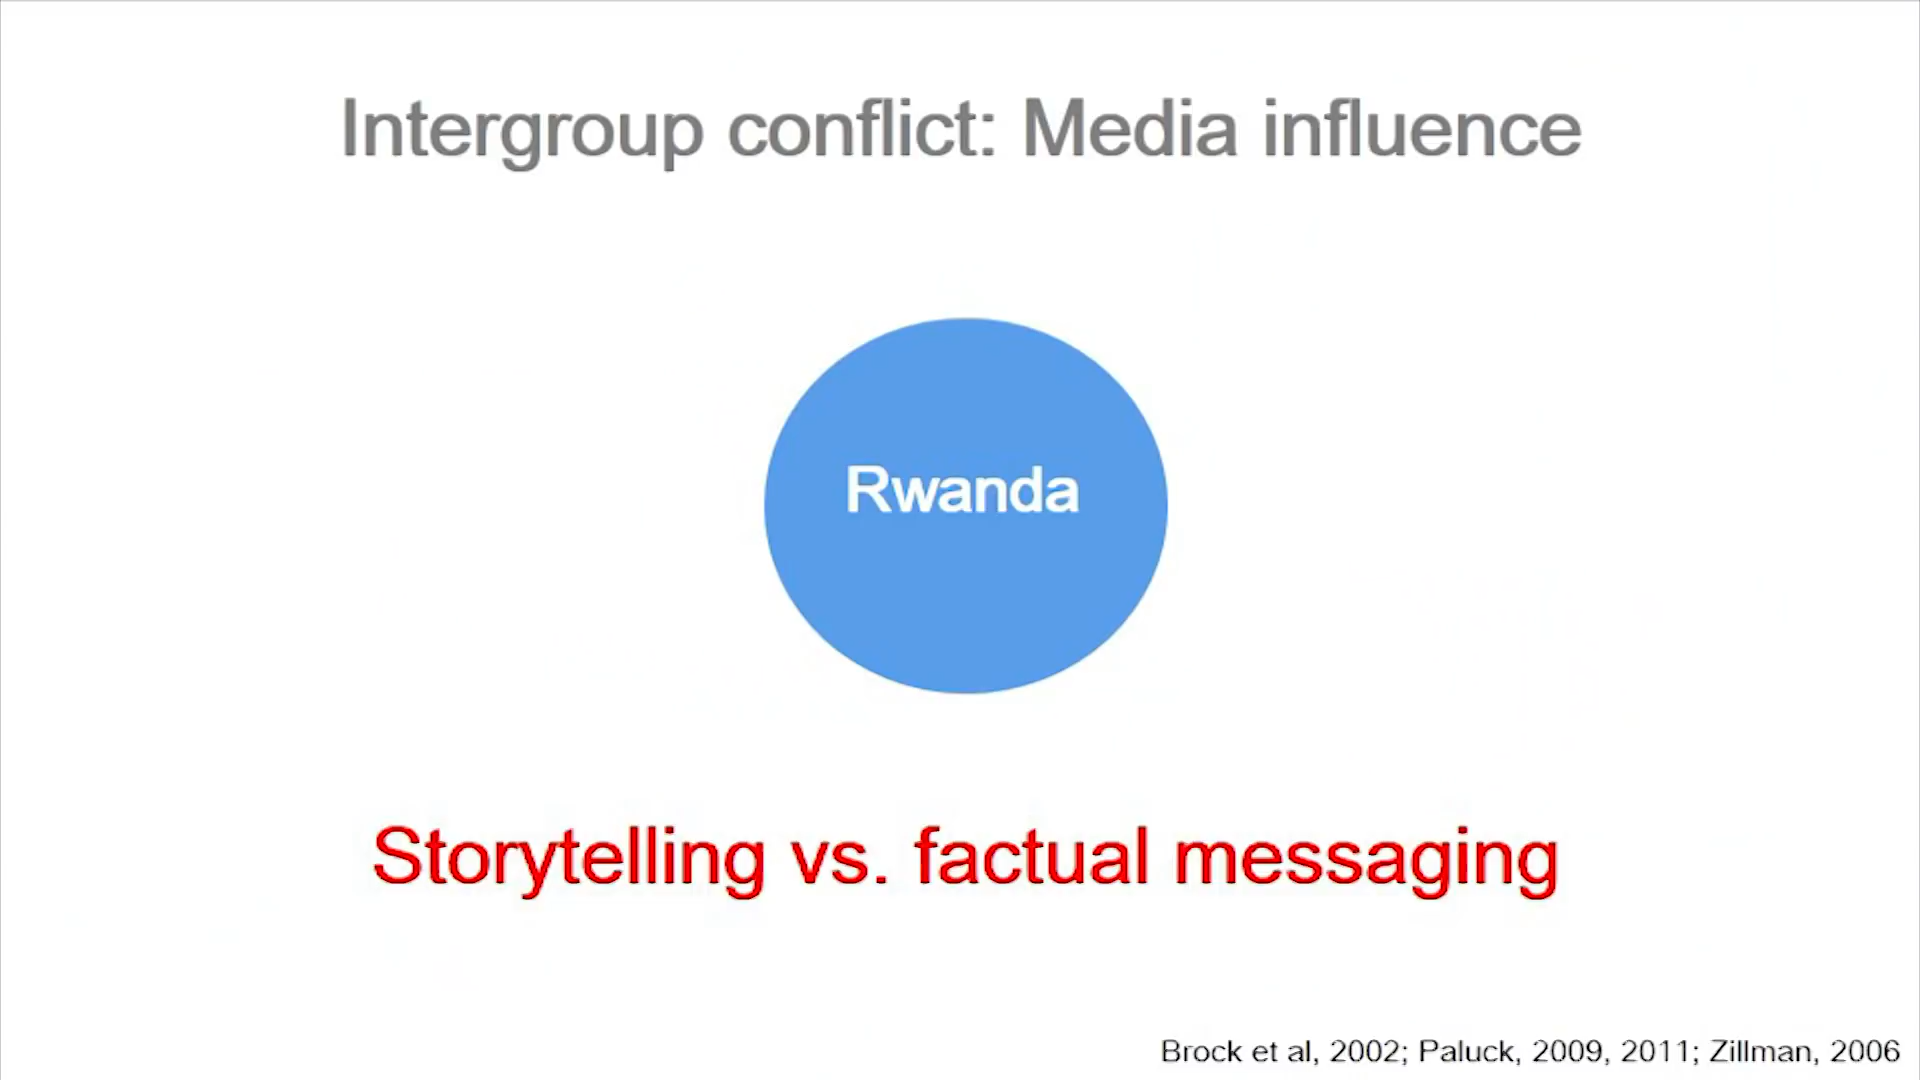 Intergroup conflict: Media influence
Rwanda
Storytelling vs. factual messaging
Brock et al, 2002; Paluck, 2009, 2011; Zillman, 2006